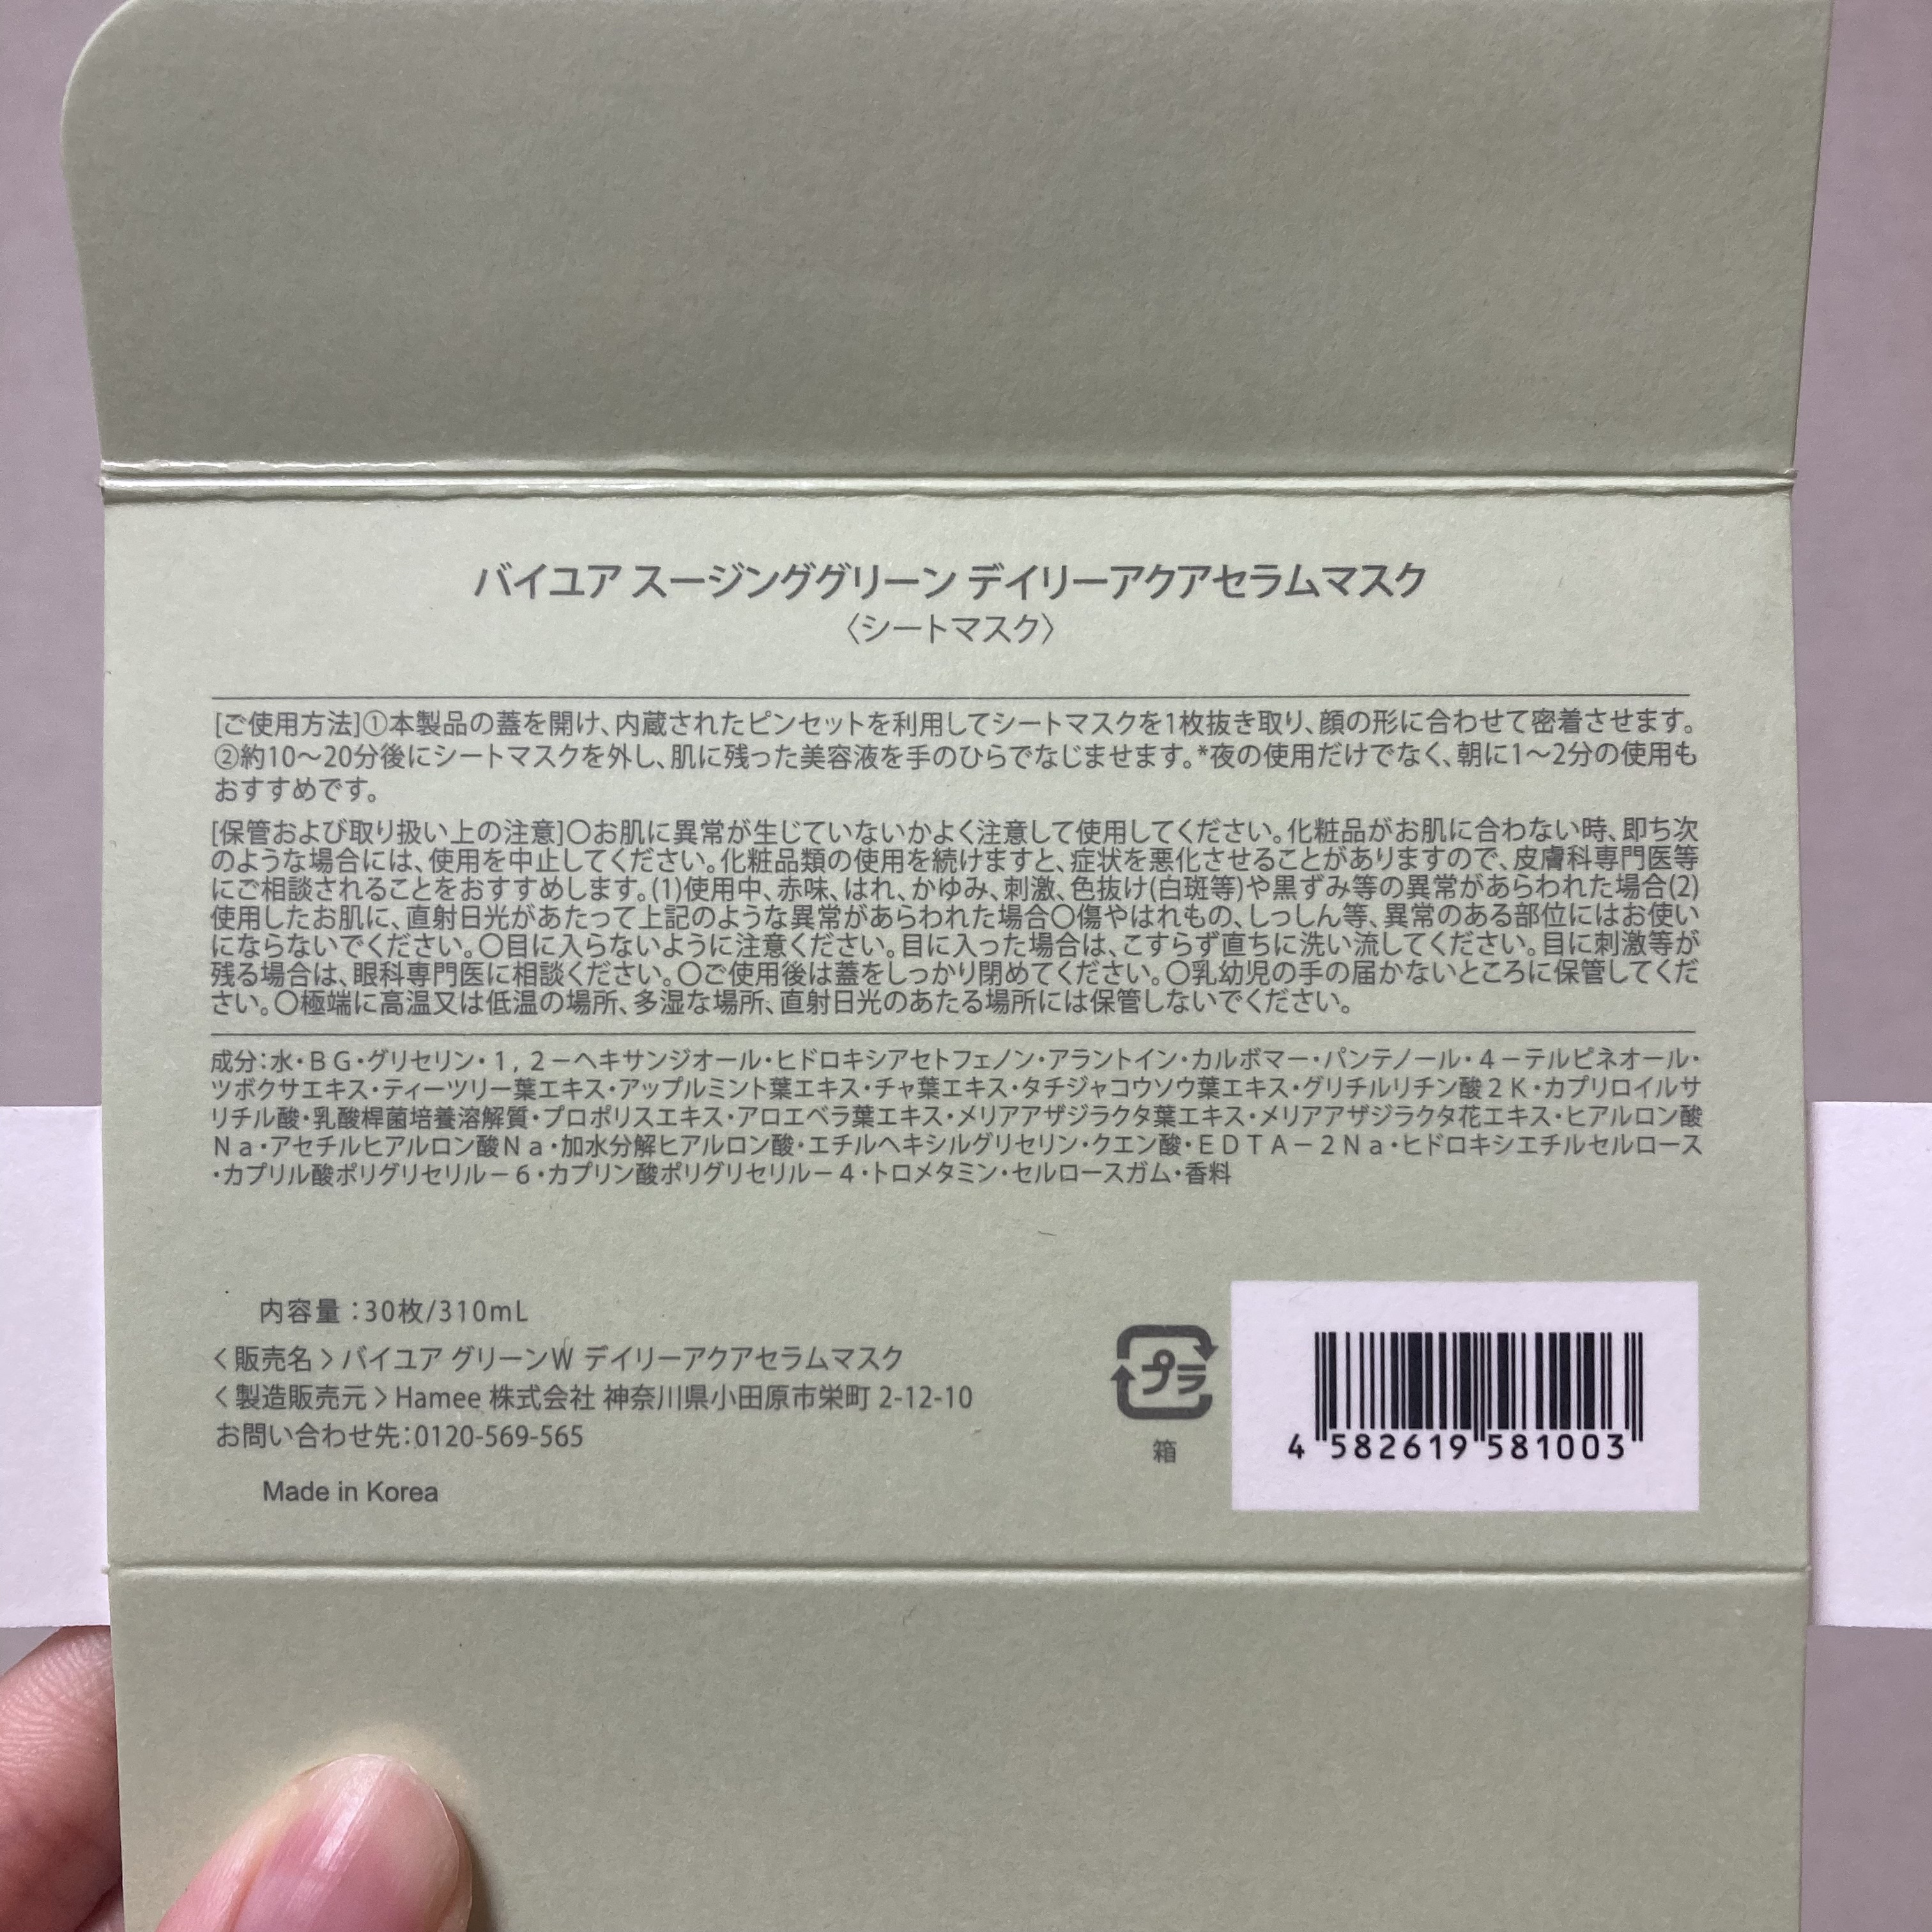 バイユア スージンググリーン デイリーアクアセラムマスク
〈シートマスク〉
[ご使用方法]①本製品の蓋を開け、内蔵されたピンセットを利用してシートマスクを1枚抜き取り、顔の形に合わせて密着させます。
②約10〜20分後にシートマスクを外し、肌に残った美容液を手のひらでなじませます。*夜の使用だけでなく、朝に1〜2分の使用も
おすすめです。
[保管および取り扱い上の注意]〇お肌に異常が生じていないかよく注意して使用してください。化粧品がお肌に合わない時、即ち次
のような場合には、使用を中止してください。化粧品類の使用を続けますと、症状を悪化させることがありますので、皮膚科専門医等
にご相談されることをおすすめします。(1)使用中、赤味、はれ、かゆみ、刺激、色抜け(白斑等)や黒ずみ等の異常があらわれた場合(2)
使用したお肌に、直射日光があたって上記のような異常があらわれた場合〇傷やはれもの、しっしん等、異常のある部位にはお使い
にならないでください。〇目に入らないように注意ください。目に入った場合は、こすらず直ちに洗い流してください。目に刺激等が
残る場合は、眼科専門医に相談ください。〇ご使用後は蓋をしっかり閉めてください。〇乳幼児の手の届かないところに保管してくだ
さい。〇極端に高温又は低温の場所、多湿な場所、直射日光のあたる場所には保管しないでください。
成分：水・ＢＧ・グリセリン・１，２－ヘキサンジオール・ヒドロキシアセトフェノン・アラントイン・カルボマー・パンテノール・４－テルピネオール・
ツボクサエキス・ティーツリー葉エキス・アップルミント葉エキス・チャ葉エキス・タチジャコウソウ葉エキス・グリチルリチン酸２Ｋ・カプリロイルサ
リチル酸・乳酸桿菌培養溶解質・プロポリスエキス・アロエベラ葉エキス・メリアアザジラクタ葉エキス・メリアアザジラクタ花エキス・ヒアルロン酸
Ｎａ・アセチルヒアルロン酸Ｎａ・加水分解ヒアルロン酸・エチルヘキシルグリセリン・クエン酸・ＥＤＴＡ－２Ｎａ・ヒドロキシエチルセルロース
・カプリル酸ポリグリセリル－６・カプリン酸ポリグリセリル－４・トロメタミン・セルロースガム・香料
内容量：30枚/310mL
〈販売名〉バイユア グリーンW デイリーアクアセラムマスク
〈製造販売元〉Hamee 株式会社 神奈川県小田原市栄町 2-12-10
お問い合わせ先：0120-569-565
Made in Korea
プラ
箱
4 582619 581003